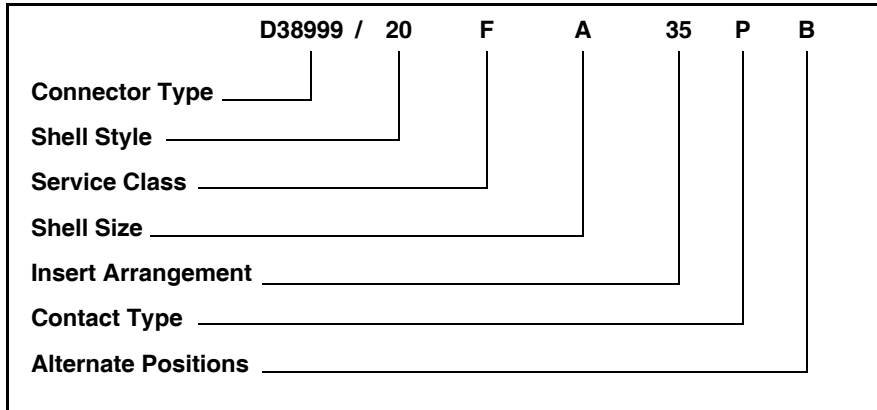 D38999 / 20 F A 35 P B
Connector Type
Shell Style
Service Class
Shell Size
Insert Arrangement
Contact Type
Alternate Positions